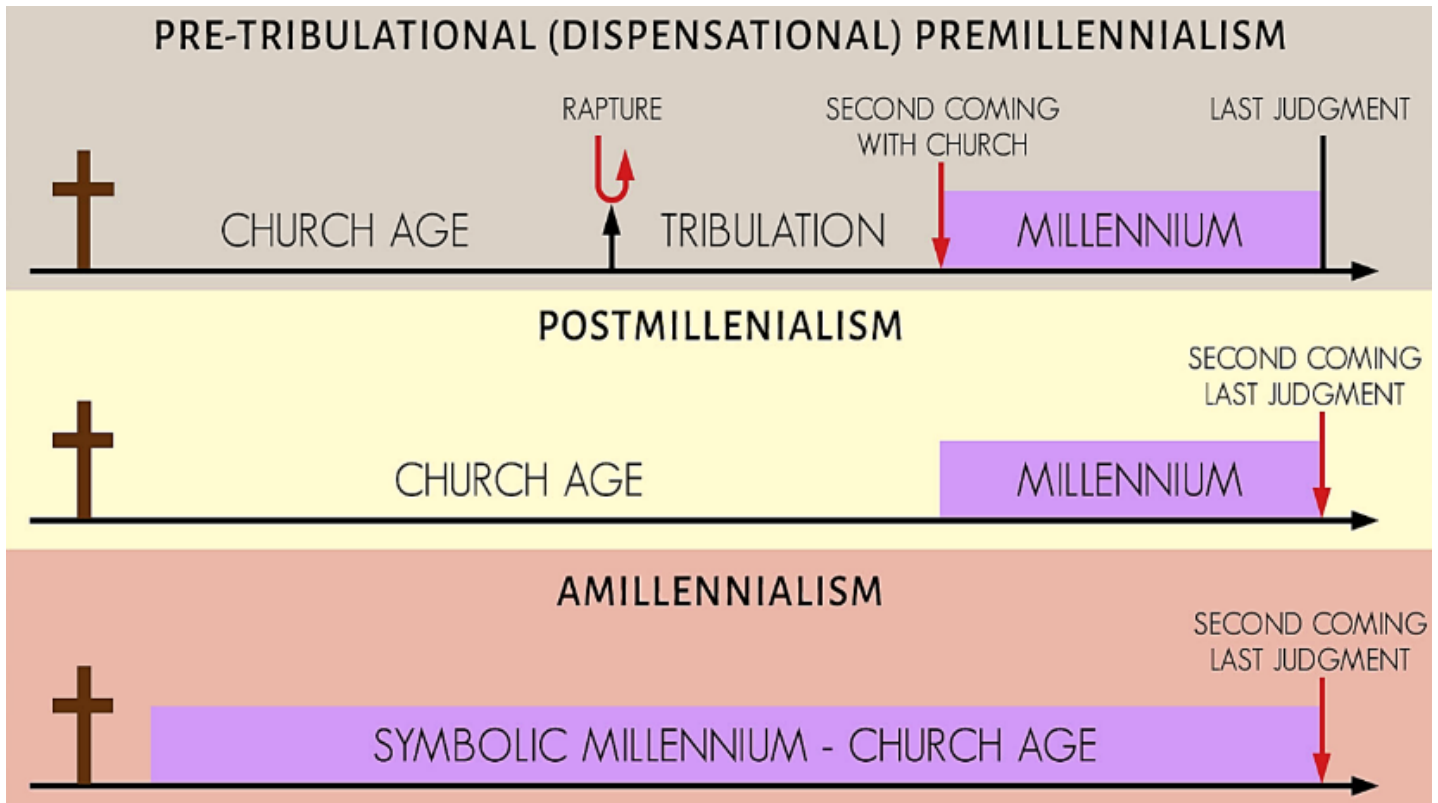 PRE-TRIBULATIONAL (DISPENSATIONAL) PREMILLENNIALISM
RAPTURE
SECOND COMING
WITH CHURCH
LAST JUDGMENT
CHURCH AGE
TRIBULATION
MILLENNIUM
POSTMILLENIALISM
SECOND COMING
LAST JUDGMENT
CHURCH AGE
MILLENNIUM
AMILLENNIALISM
SECOND COMING
LAST JUDGMENT
SYMBOLIC MILLENNIUM - CHURCH AGE